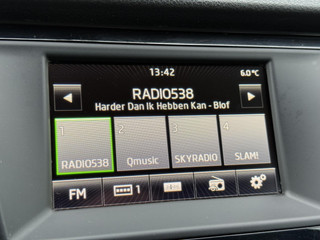 13:42
6.0 °C
RADIO538
Harder Dan Ik Hebben Kan - Blof
1
2
3
4
RADIO538
Qmusic
SKYRADIO
SLAM!
FM
1